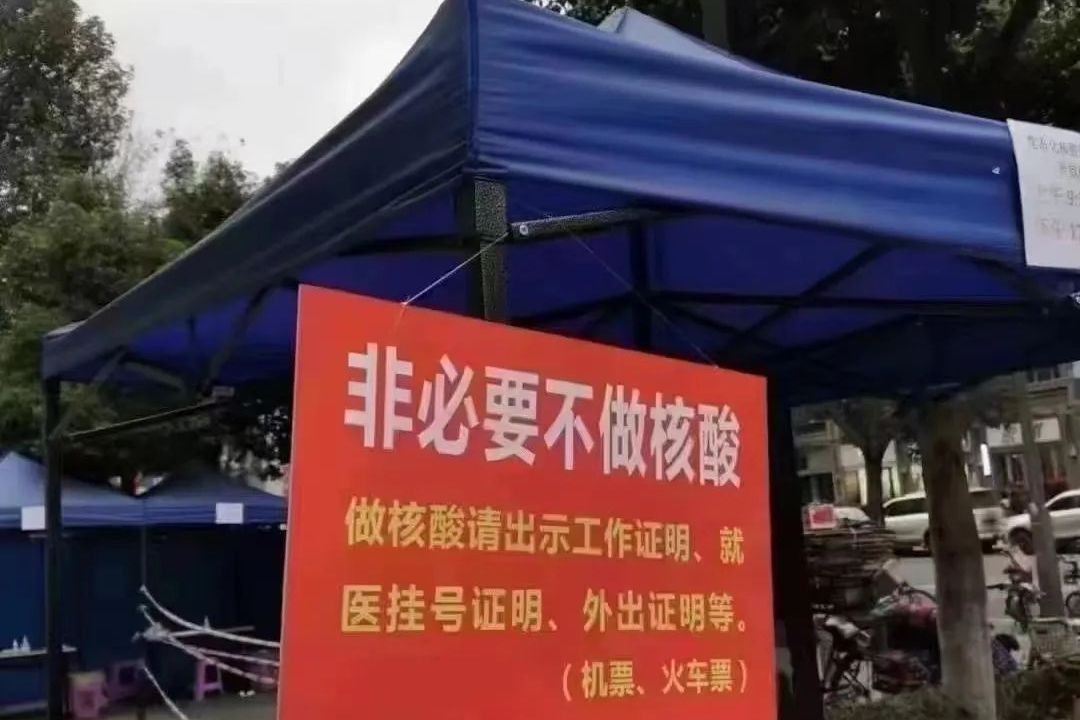 非必要不做核酸
做核酸请出示工作证明、就
医挂号证明、外出证明等。
（机票、火车票）